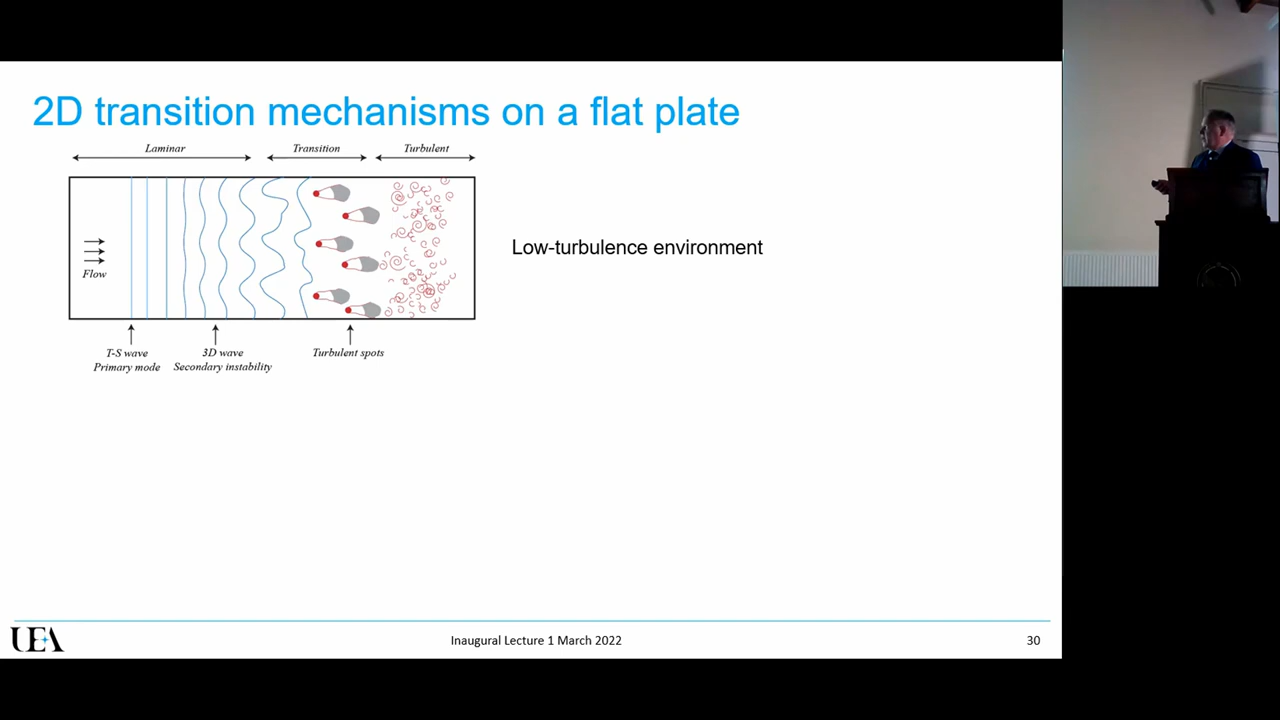 2D transition mechanisms on a flat plate
Laminar
Transition
Turbulent
Flow
Low-turbulence environment
T-S wave
Primary mode
3D wave
Secondary instability
Turbulent spots
UEA
Inaugural Lecture 1 March 2022
30